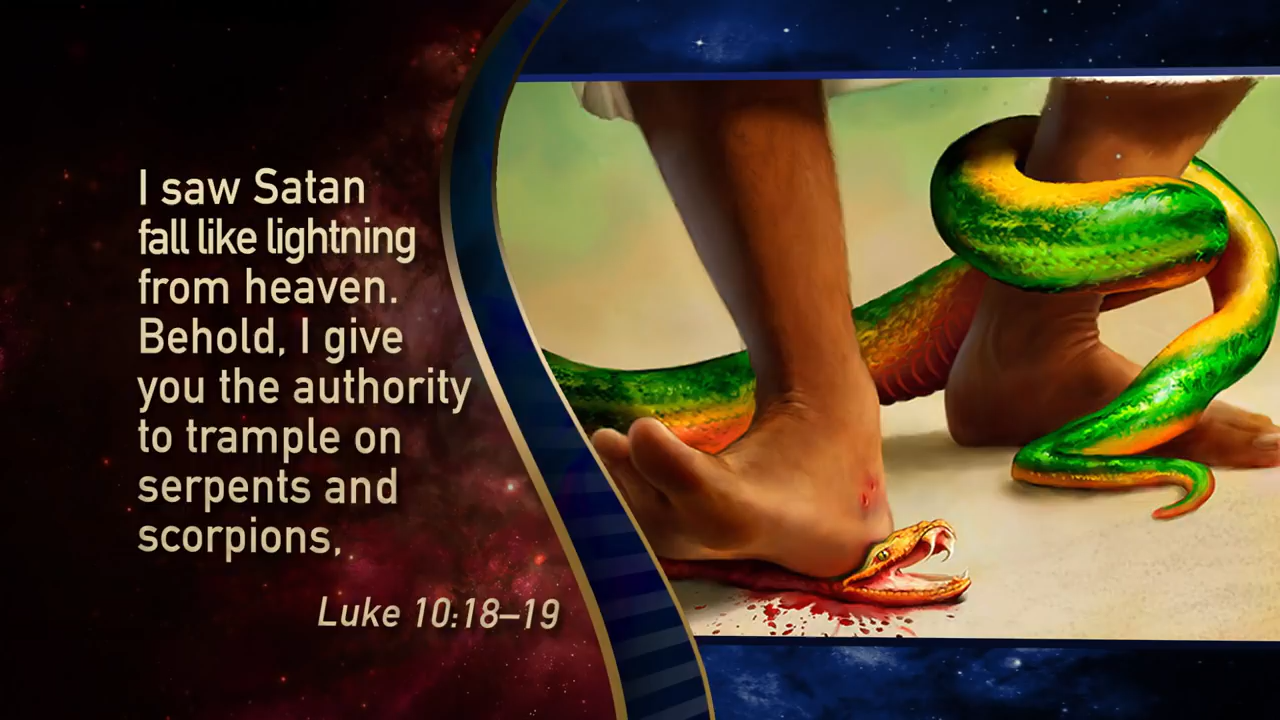 I saw Satan
fall like lightning
from heaven.
Behold, I give
you the authority
to trample on
serpents and
scorpions,
Luke 10:18–19